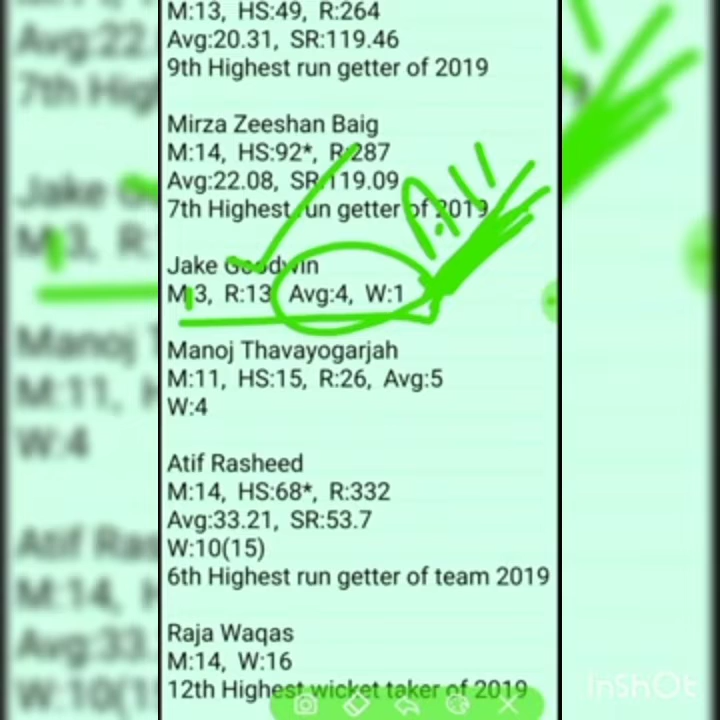 M:13, HS:49, R:264
Avg:20.31, SR:119.46
9th Highest run getter of 2019
Mirza Zeeshan Baig
M:14, HS:92*, R:287
Avg:22.08, SR:119.09
7th Highest run getter of 2019
Jake Goodwin
M:3, R:13, Avg:4, W:1
Manoj Thavayogarjah
M:11, HS:15, R:26, Avg:5
W:4
Atif Rasheed
M:14, HS:68*, R:332
Avg:33.21, SR:53.7
W:10(15)
6th Highest run getter of team 2019
Raja Waqas
M:14, W:16
12th Highest wicket taker of 2019
InShOt